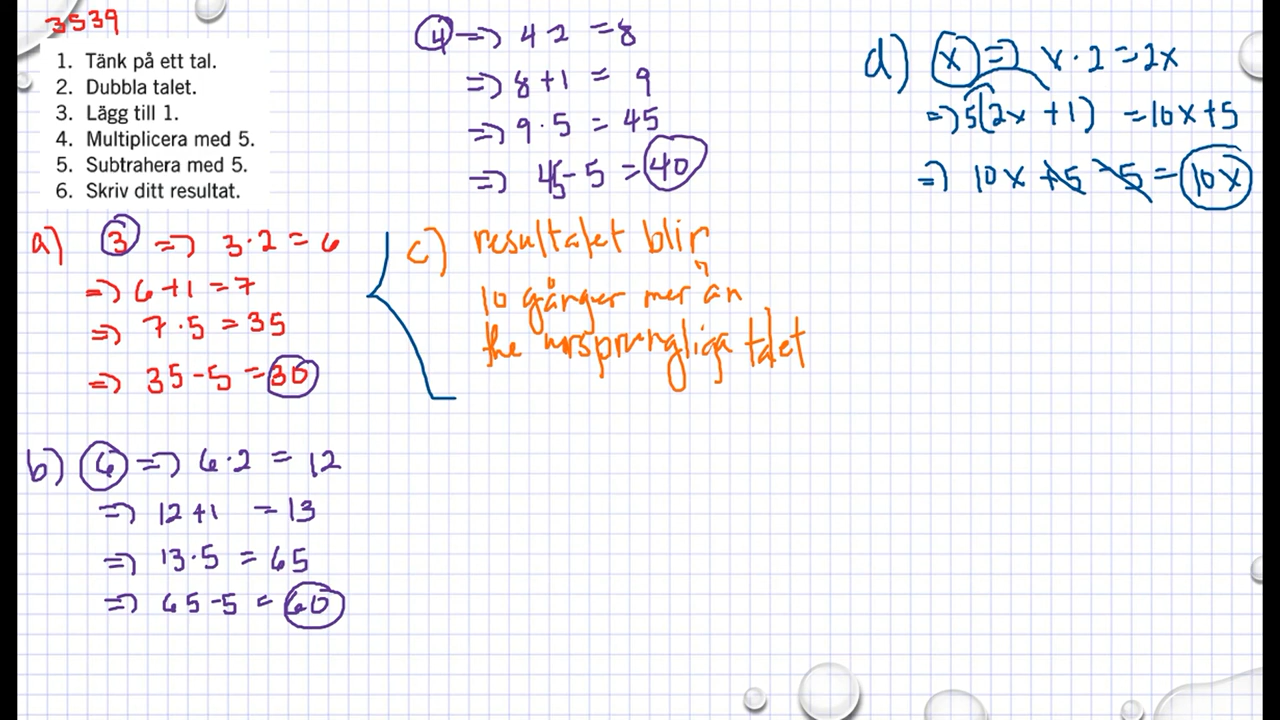 3539
1. Tänk på ett tal.
2. Dubbla talet.
3. Lägg till 1.
4. Multiplicera med 5.
5. Subtrahera med 5.
6. Skriv ditt resultat.
a) 3 => 3·2 = 6
=> 6+1 = 7
=> 7·5 = 35
=> 35-5 = 30
b) 6 => 6·2 = 12
=> 12+1 = 13
=> 13·5 = 65
=> 65-5 = 60
4 => 4·2 = 8
=> 8+1 = 9
=> 9·5 = 45
=> 45-5 = 40
c) resultatet blir
10 gånger mer än
the ursprungliga talet
d) x => x·2 = 2x
=> 5(2x+1) = 10x+5
=> 10x+5-5 = 10x